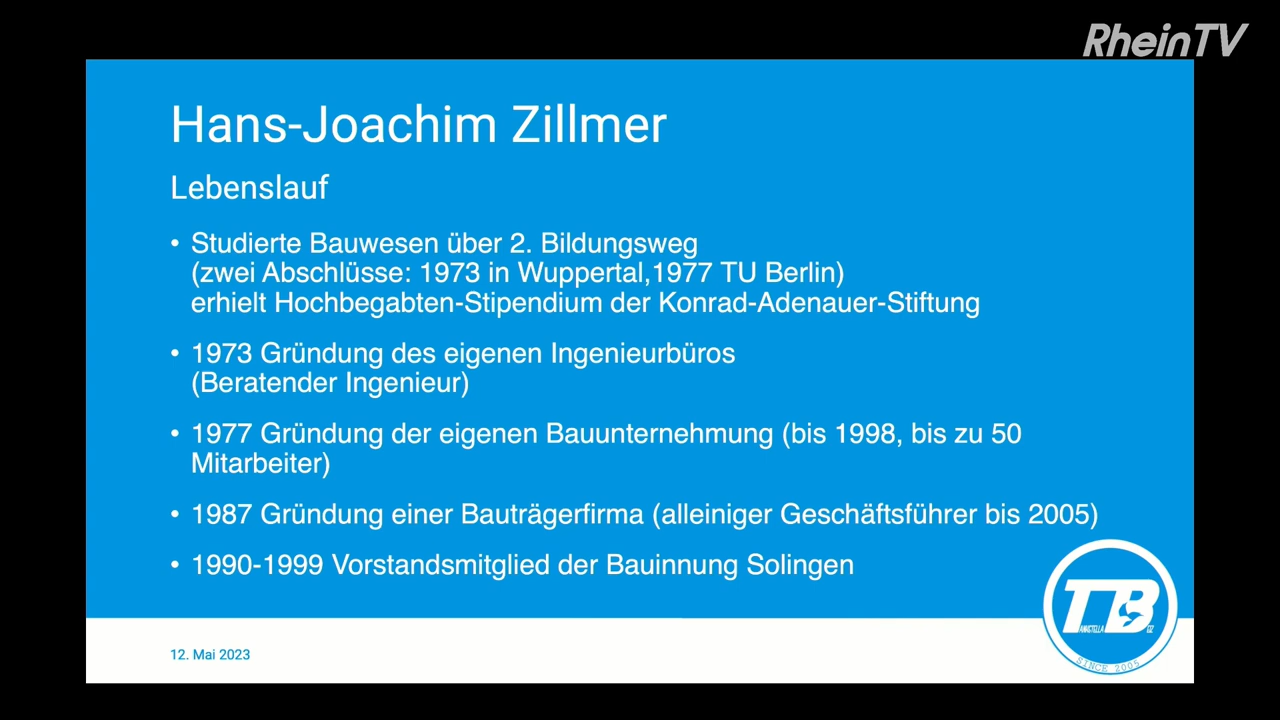 RheinTV
Hans-Joachim Zillmer
Lebenslauf
• Studierte Bauwesen über 2. Bildungsweg
(zwei Abschlüsse: 1973 in Wuppertal,1977 TU Berlin)
erhielt Hochbegabten-Stipendium der Konrad-Adenauer-Stiftung
• 1973 Gründung des eigenen Ingenieurbüros
(Beratender Ingenieur)
• 1977 Gründung der eigenen Bauunternehmung (bis 1998, bis zu 50
Mitarbeiter)
• 1987 Gründung einer Bauträgerfirma (alleiniger Geschäftsführer bis 2005)
• 1990-1999 Vorstandsmitglied der Bauinnung Solingen
TB
SINCE 2005
12. Mai 2023